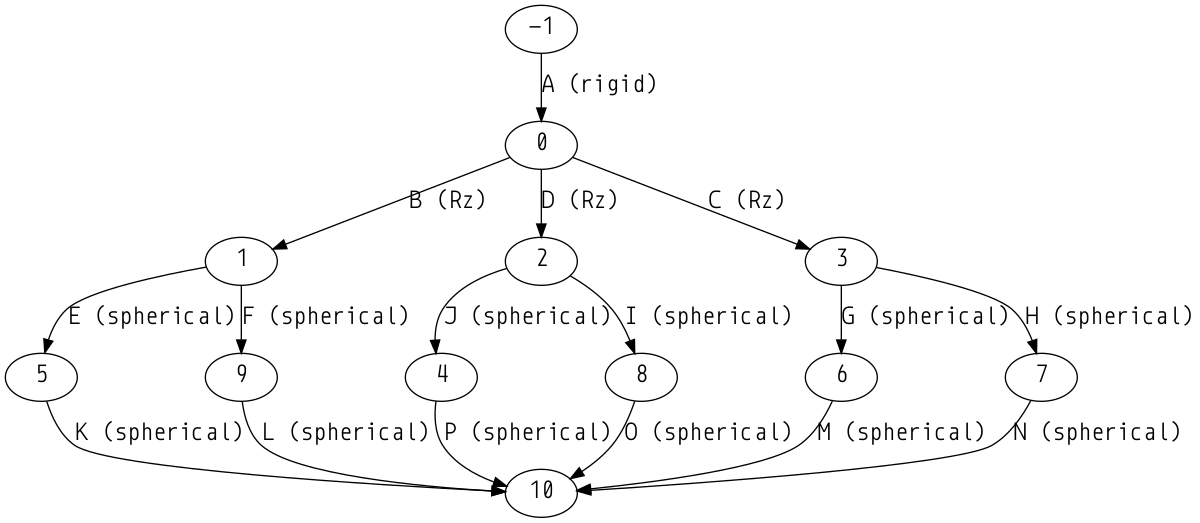 −1
A (rigid)
0
B (Rz) D (Rz) C (Rz)
1 2 3
E (spherical) F (spherical) J (spherical) I (spherical) G (spherical) H (spherical)
5 9 4 8 6 7
K (spherical) L (spherical) P (spherical) O (spherical) M (spherical) N (spherical)
10